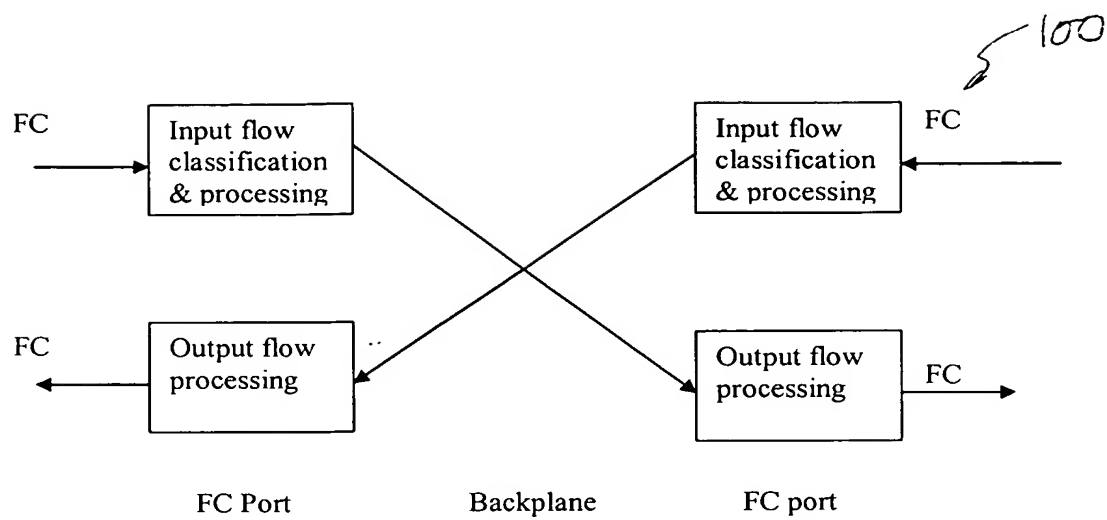 100
FC
Input flow
classification
& processing
Input flow
classification
& processing
FC
FC
Output flow
processing
Output flow
processing
FC
FC Port
Backplane
FC port